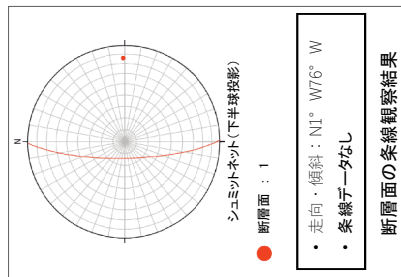 N
シュミットネット(下半球投影)
断層面 : 1
• 走向・傾斜:N1° W76° W
• 条線データなし
断層面の条線観察結果